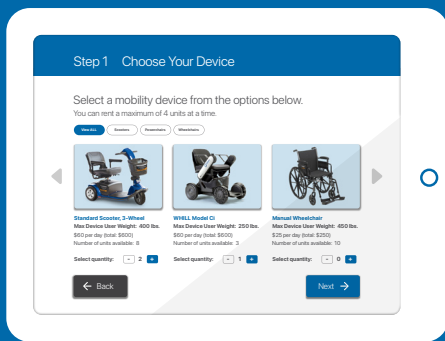 Step 1 Choose Your Device
Select a mobility device from the options below.
You can rent a maximum of 4 units at a time.
View ALL Scooters Powerchairs Wheelchairs
Standard Scooter, 3-Wheel
Max Device User Weight: 400 lbs.
$60 per day (total: $600)
Number of units available: 8
Select quantity: - 2 +
WHILL Model Ci
Max Device User Weight: 250 lbs.
$60 per day (total: $600)
Number of units available: 3
Select quantity: - 1 +
Manual Wheelchair
Max Device User Weight: 450 lbs.
$25 per day (total: $250)
Number of units available: 10
Select quantity: - 0 +
← Back
Next →